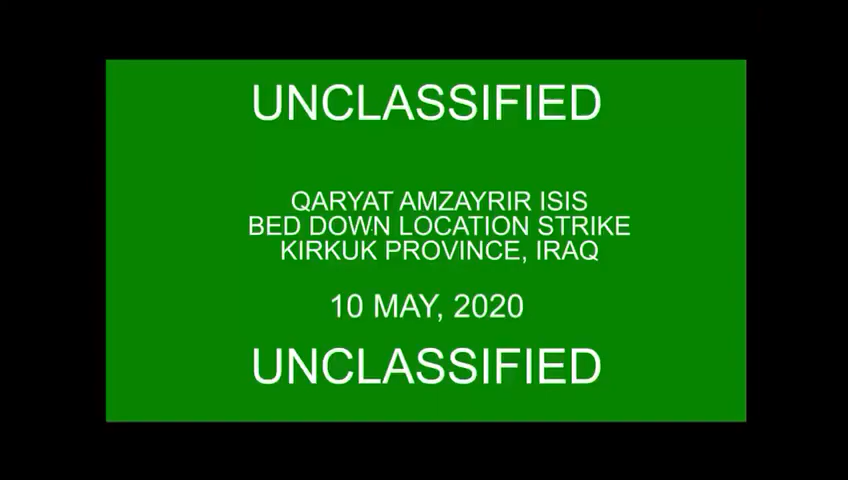 UNCLASSIFIED
QARYAT AMZAYRIR ISIS
BED DOWN LOCATION STRIKE
KIRKUK PROVINCE, IRAQ
10 MAY, 2020
UNCLASSIFIED